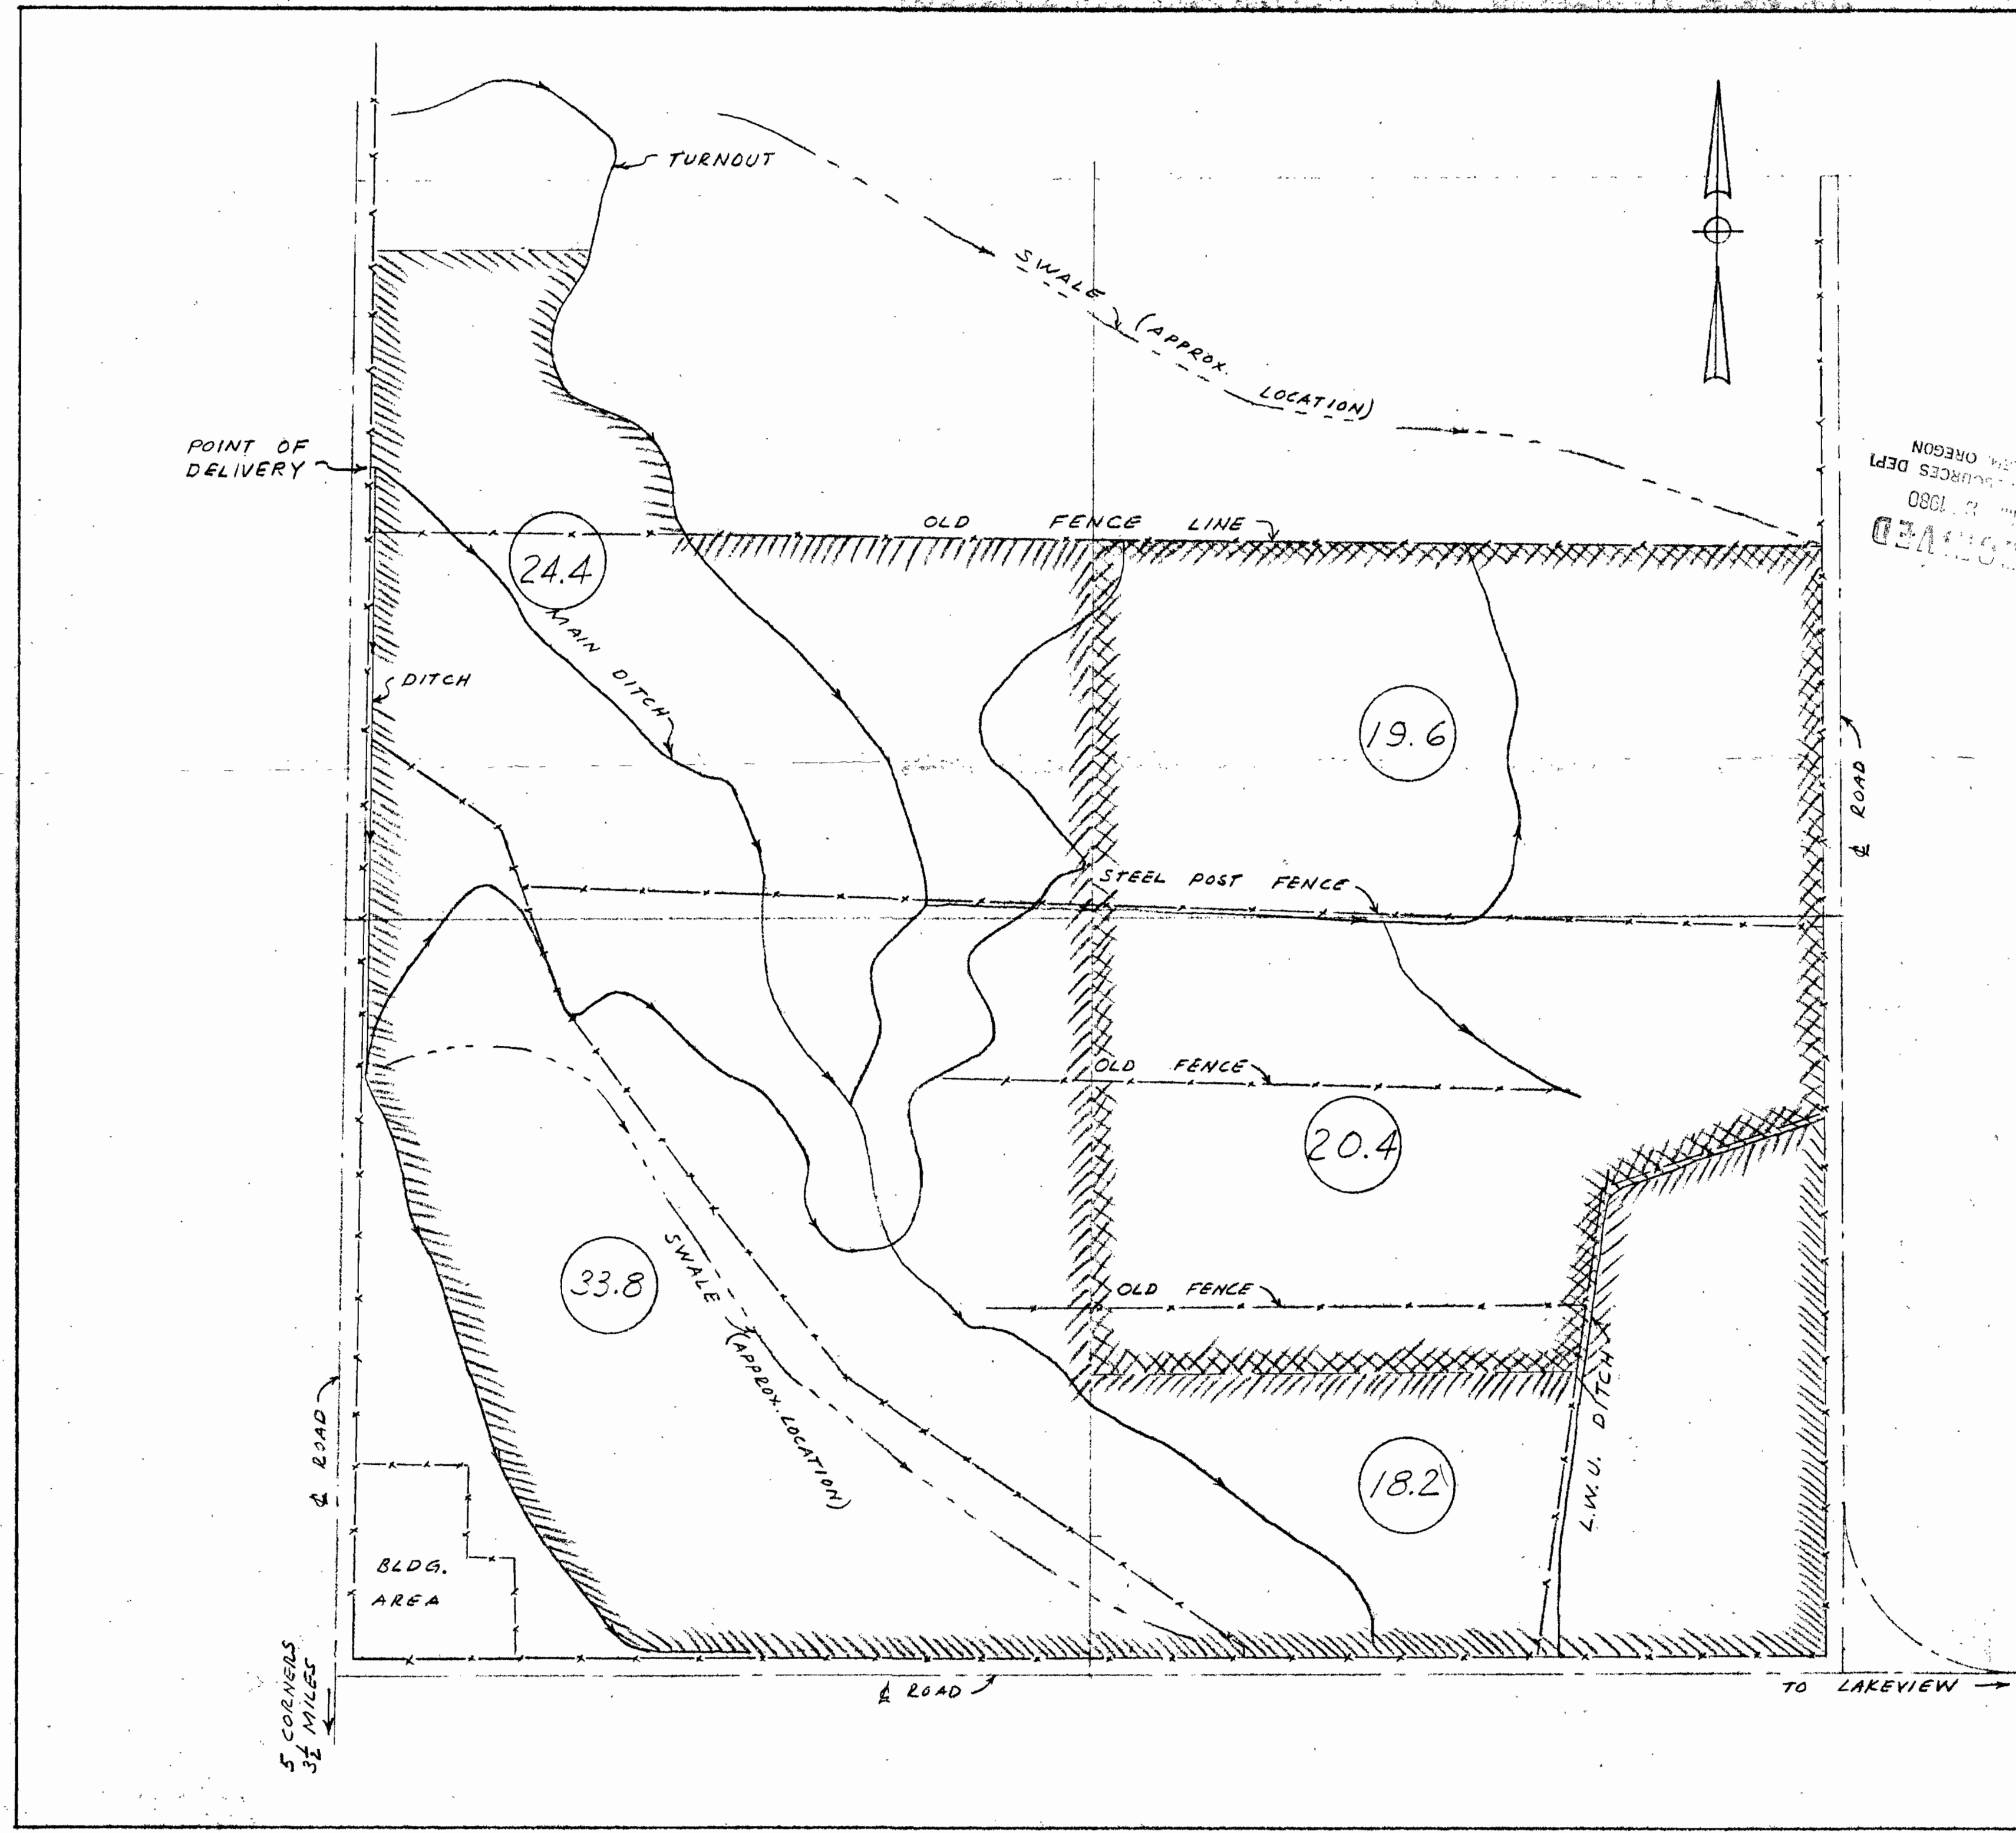 TURNOUT
SWALE (APPROX.
LOCATION)
POINT OF
DELIVERY
OREGON
DEPT
1980
OLD FENCE LINE
24.4
MAIN DITCH
DITCH
19.6
℄ ROAD
STEEL POST FENCE
OLD FENCE
20.4
33.8
SWALE
(APPROX. LOCATION)
OLD FENCE
L.W.U. DITCH
18.2
℄ ROAD
BLDG.
AREA
5 CORNERS
3½ MILES
℄ ROAD
TO LAKEVIEW